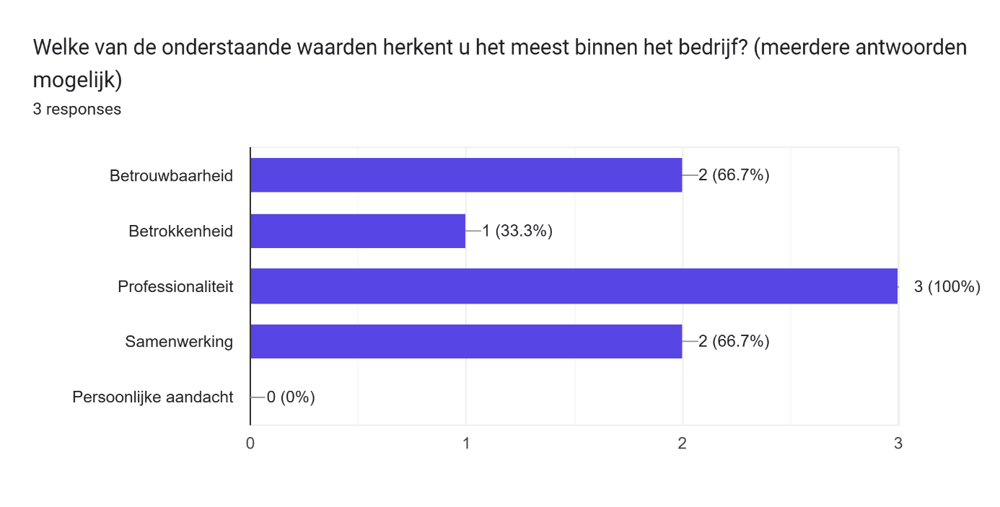 Welke van de onderstaande waarden herkent u het meest binnen het bedrijf? (meerdere antwoorden
mogelijk)
3 responses
Betrouwbaarheid
2 (66.7%)
Betrokkenheid
1 (33.3%)
Professionaliteit
3 (100%)
Samenwerking
2 (66.7%)
Persoonlijke aandacht
0 (0%)
0 1 2 3